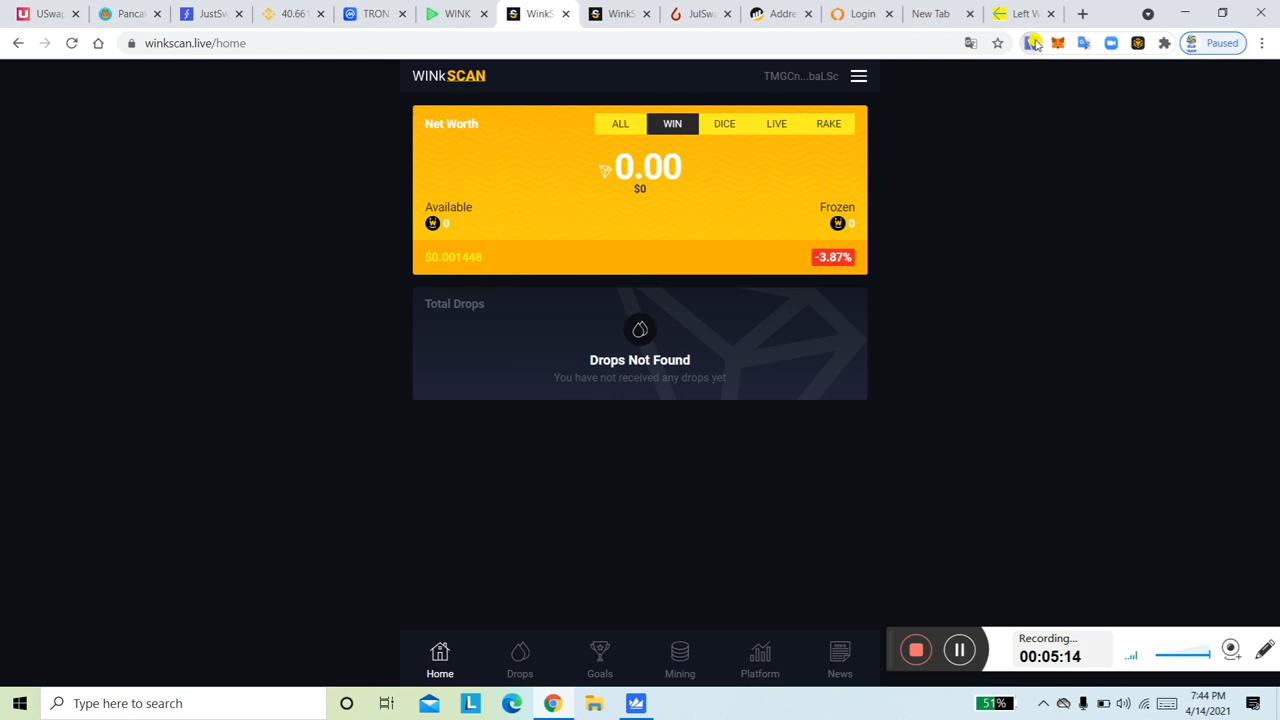 USwap
Panca
JustSw
40.661
TRON
WINK
WinkS
WinkS
JulSwa
Addre
Login
New Tab
Left W
winkscan.live/home
Paused
WINkSCAN
TMGCn...baLSc
Net Worth
ALL
WIN
DICE
LIVE
RAKE
0.00
$0
Available
Frozen
0
0
$0.001448
-3.87%
Total Drops
Drops Not Found
You have not received any drops yet
Recording...
00:05:14
Home
Drops
Goals
Mining
Platform
News
Type here to search
51%
7:44 PM
4/14/2021